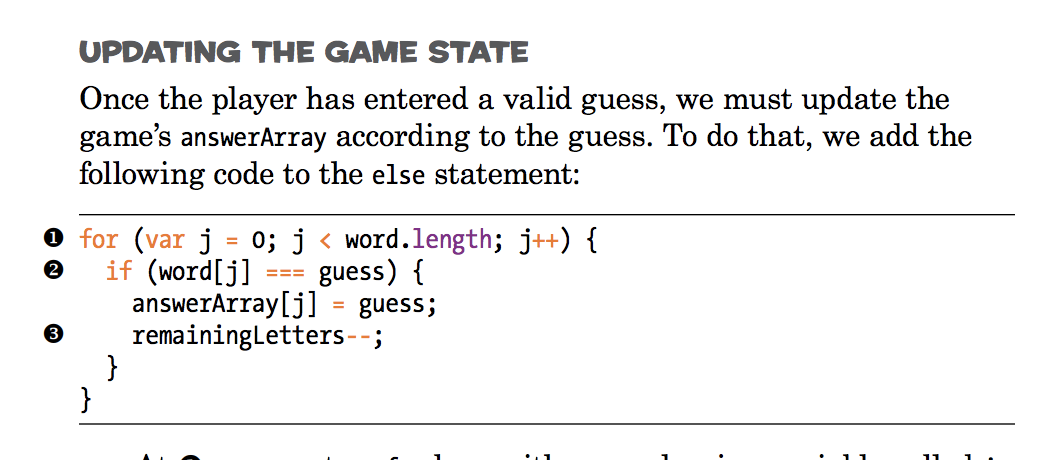 UPDATING THE GAME STATE
Once the player has entered a valid guess, we must update the
game’s answerArray according to the guess. To do that, we add the
following code to the else statement:
❶ for (var j = 0; j < word.length; j++) {
❷ if (word[j] === guess) {
answerArray[j] = guess;
❸ remainingLetters--;
}
}